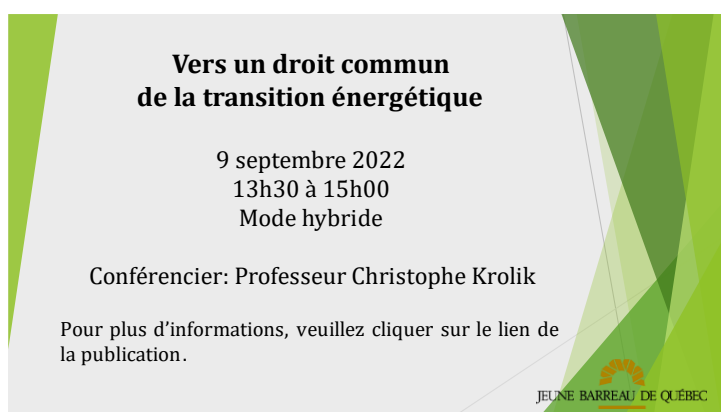 Vers un droit commun
de la transition énergétique
9 septembre 2022
13h30 à 15h00
Mode hybride
Conférencier: Professeur Christophe Krolik
Pour plus d'informations, veuillez cliquer sur le lien de
la publication.
JEUNE BARREAU DE QUÉBEC